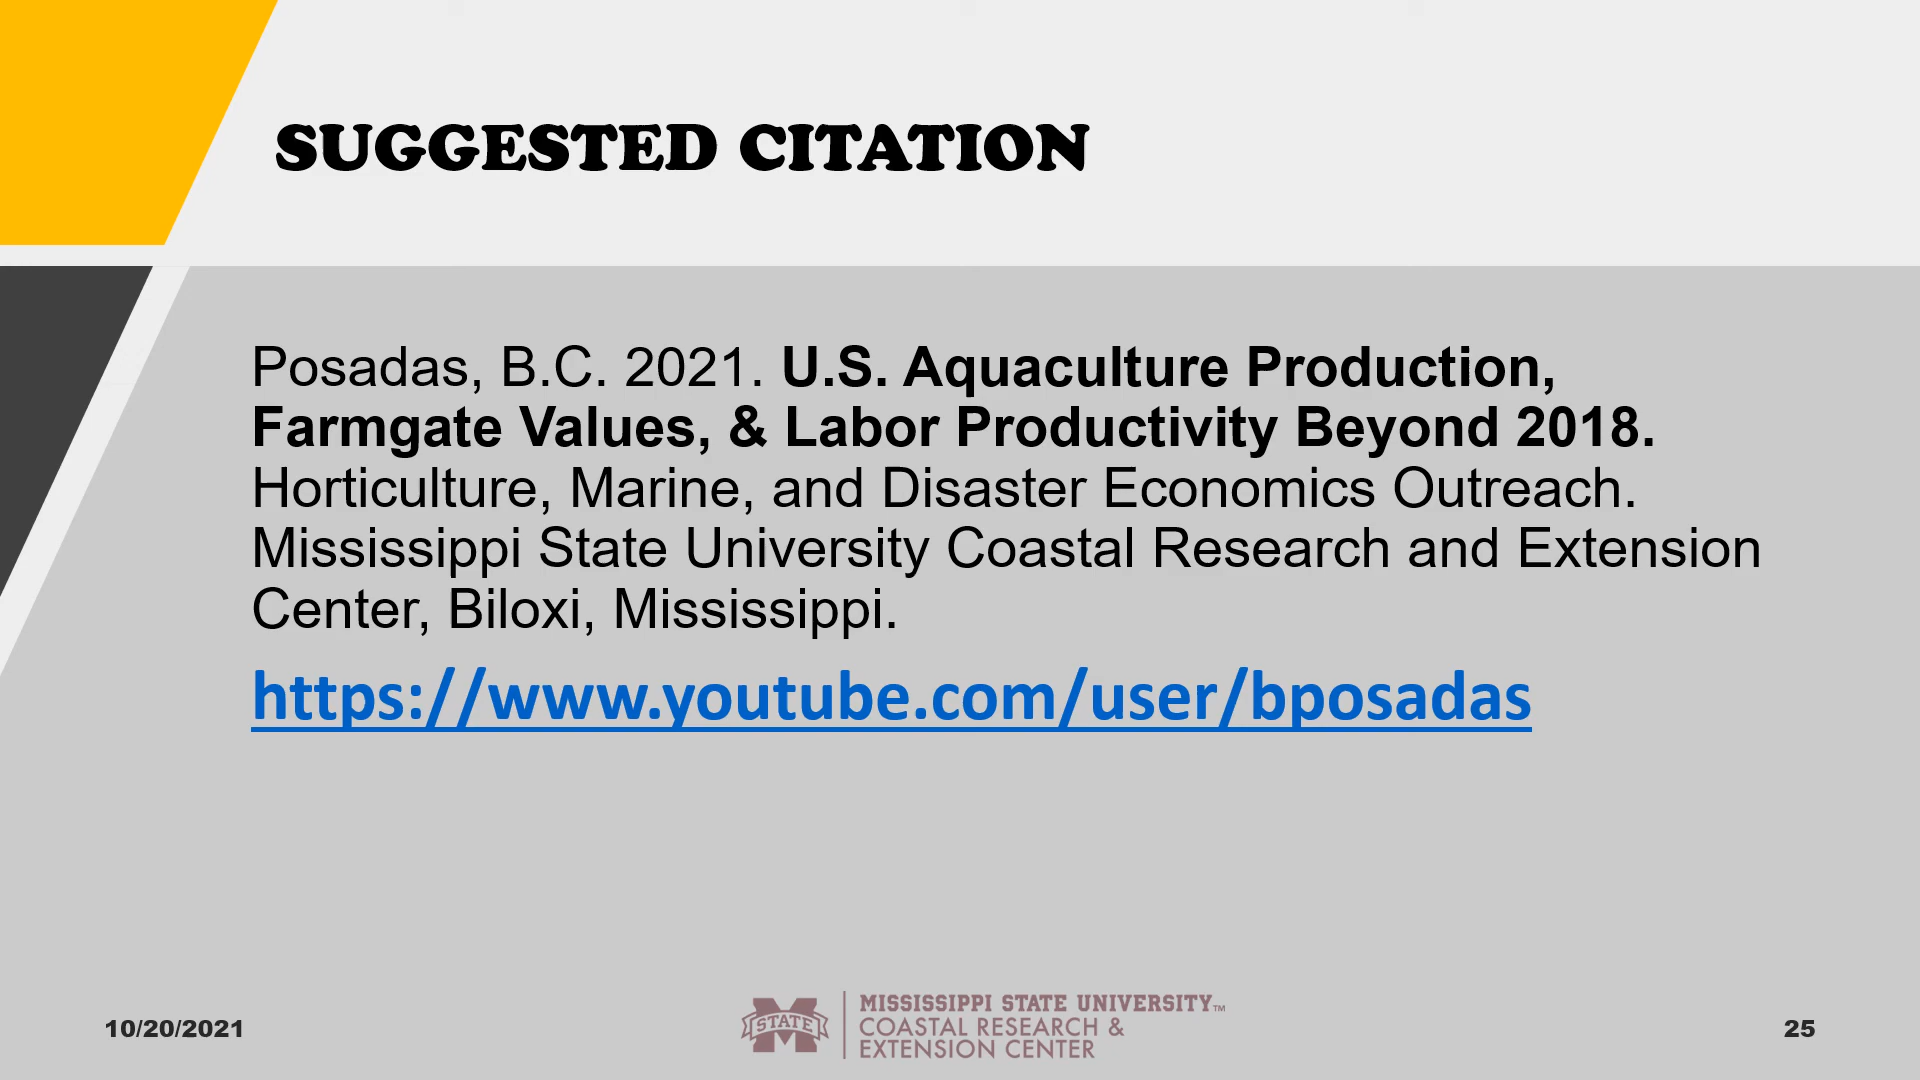 SUGGESTED CITATION
Posadas, B.C. 2021. U.S. Aquaculture Production,
Farmgate Values, & Labor Productivity Beyond 2018.
Horticulture, Marine, and Disaster Economics Outreach.
Mississippi State University Coastal Research and Extension
Center, Biloxi, Mississippi.
https://www.youtube.com/user/bposadas
10/20/2021
STATE
MISSISSIPPI STATE UNIVERSITY™
COASTAL RESEARCH &
EXTENSION CENTER
25